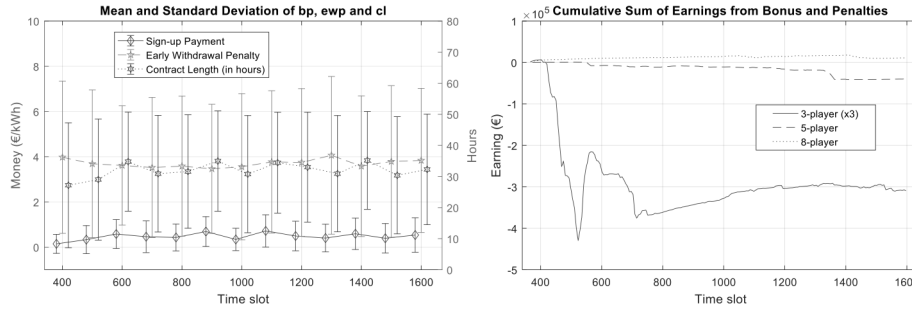 Mean and Standard Deviation of bp, ewp and cl
10
8
6
4
2
0
Money (€/kWh)
Sign-up Payment
Early Withdrawal Penalty
Contract Length (in hours)
80
70
60
50
40
30
20
10
0
Hours
400 600 800 1000 1200 1400 1600
Time slot
×10⁵ Cumulative Sum of Earnings from Bonus and Penalties
1
0
-1
-2
-3
-4
-5
Earning (€)
3-player (x3)
5-player
8-player
400 600 800 1000 1200 1400 1600
Time slot